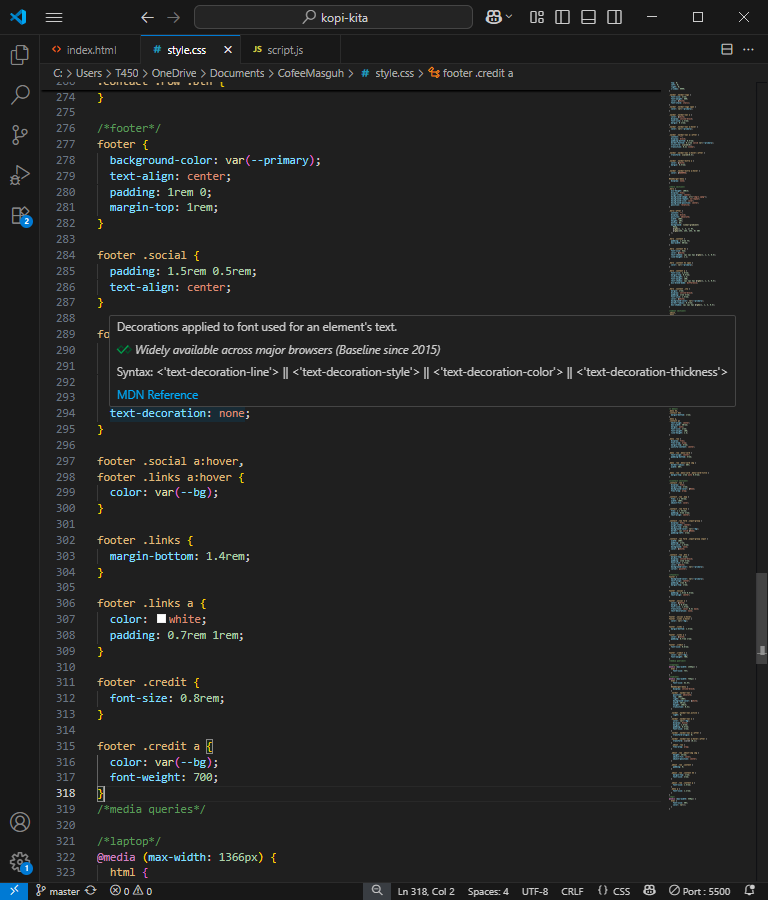 kopi-kita
index.html
# style.css
JS script.js
C: > Users > T450 > OneDrive > Documents > CofeeMasguh > # style.css > footer .credit a
274 }
275
276 /*footer*/
277 footer {
278 background-color: var(--primary);
279 text-align: center;
280 padding: 1rem 0;
281 margin-top: 1rem;
282 }
283
284 footer .social {
285 padding: 1.5rem 0.5rem;
286 text-align: center;
287 }
288
289 fo
Decorations applied to font used for an element's text.
Widely available across major browsers (Baseline since 2015)
Syntax: <'text-decoration-line'> || <'text-decoration-style'> || <'text-decoration-color'> || <'text-decoration-thickness'>
MDN Reference
290
291
292
293
294 text-decoration: none;
295 }
296
297 footer .social a:hover,
298 footer .links a:hover {
299 color: var(--bg);
300 }
301
302 footer .links {
303 margin-bottom: 1.4rem;
304 }
305
306 footer .links a {
307 color: white;
308 padding: 0.7rem 1rem;
309 }
310
311 footer .credit {
312 font-size: 0.8rem;
313 }
314
315 footer .credit a {
316 color: var(--bg);
317 font-weight: 700;
318 }
319 /*media queries*/
320
321 /*laptop*/
322 @media (max-width: 1366px) {
323 html {
2
1
master
0 0
Ln 318, Col 2
Spaces: 4
UTF-8
CRLF
{} CSS
Port : 5500